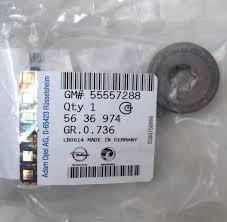 GM# 55557288
Qty 1
56 36 974
GR.0.736
LB0614 MADE IN GERMANY
Adam Opel AG, D-65423 Rüsselsheim